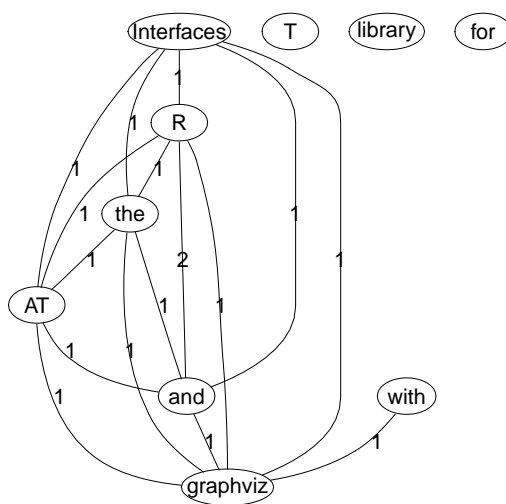 Interfaces T library for
1
R
1
1 1
1
the
1 2 1 1
AT
1 1
1 1
and with
1
1 1
graphviz